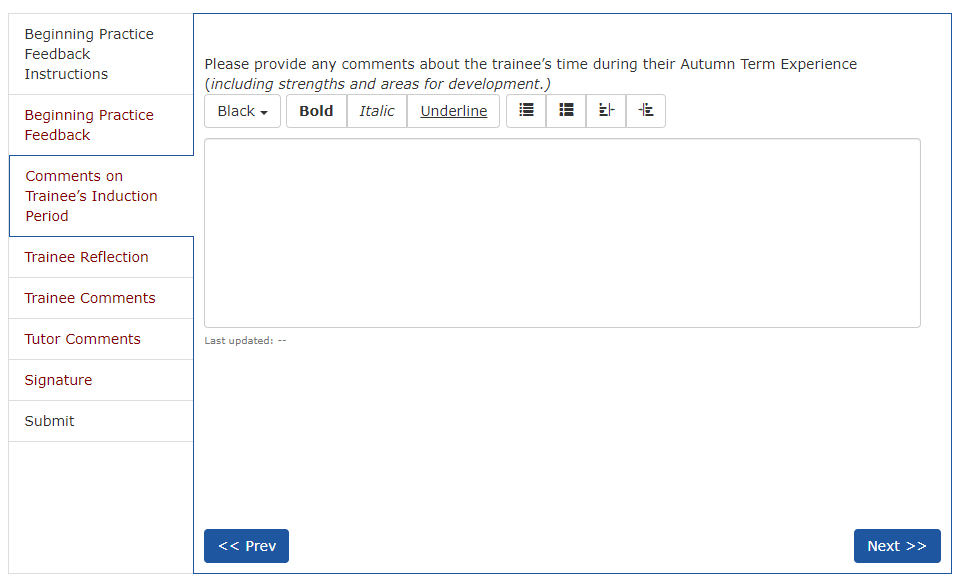 Beginning Practice
Feedback
Instructions
Beginning Practice
Feedback
Comments on
Trainee’s Induction
Period
Trainee Reflection
Trainee Comments
Tutor Comments
Signature
Submit
Please provide any comments about the trainee’s time during their Autumn Term Experience
(including strengths and areas for development.)
Black Bold Italic Underline
Last updated: --
<< Prev Next >>